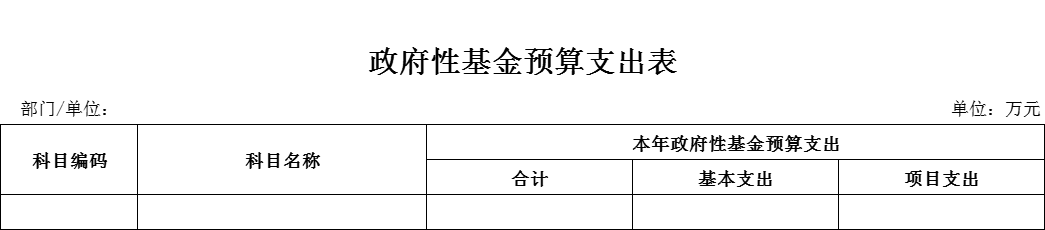 政府性基金预算支出表
部门/单位： 单位：万元
科目编码 科目名称 本年政府性基金预算支出
合计 基本支出 项目支出